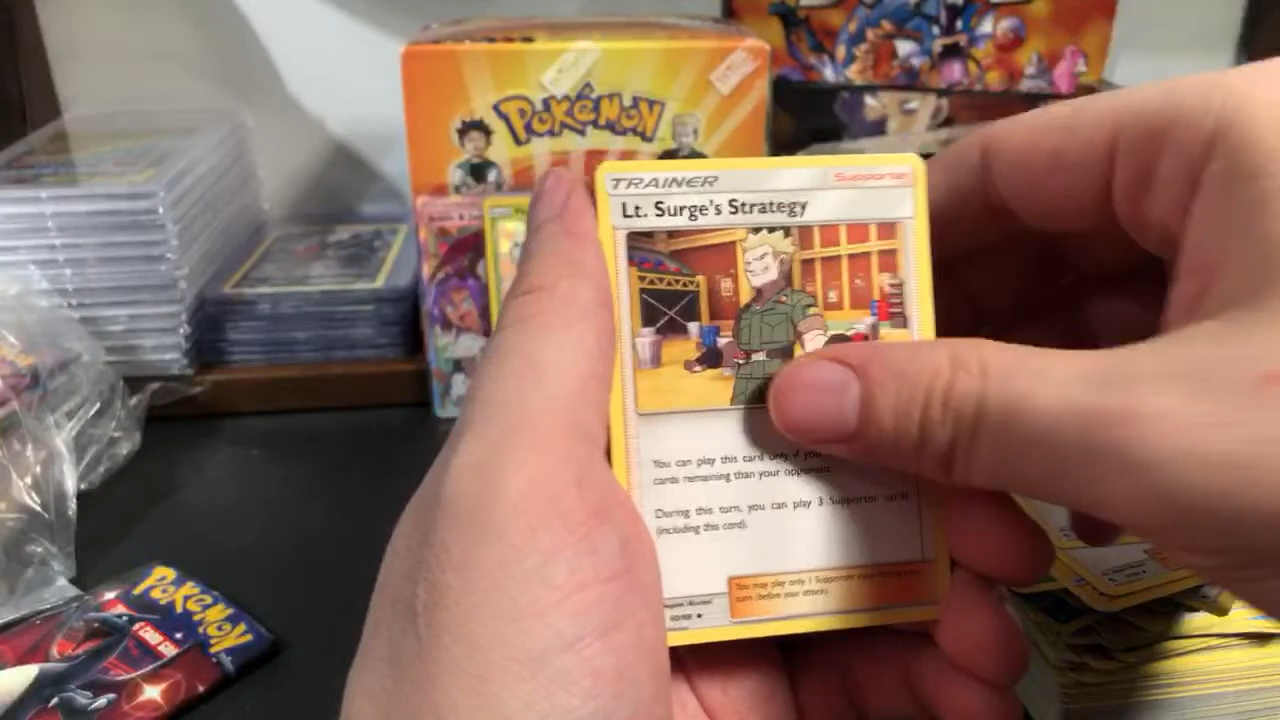 POKéMON
TRAINER
Supporter
Lt. Surge's Strategy
You can play this card only if you
cards remaining than your opponent.
During this turn, you can play 3 Supporter cards
(including this card).
You may play only 1 Supporter card
turn (before your attack).
POKéMON